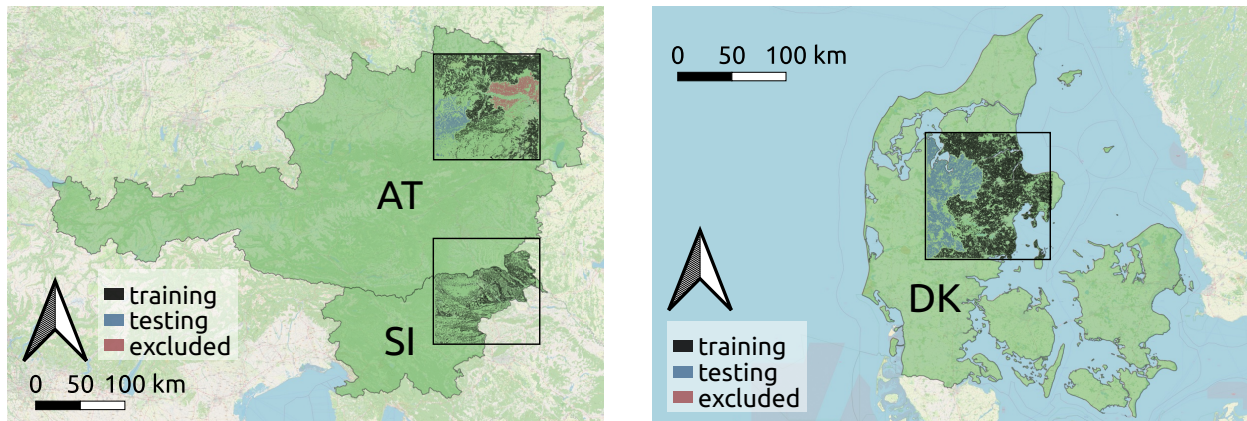 AT
SI
training
testing
excluded
0 50 100 km
0 50 100 km
DK
training
testing
excluded